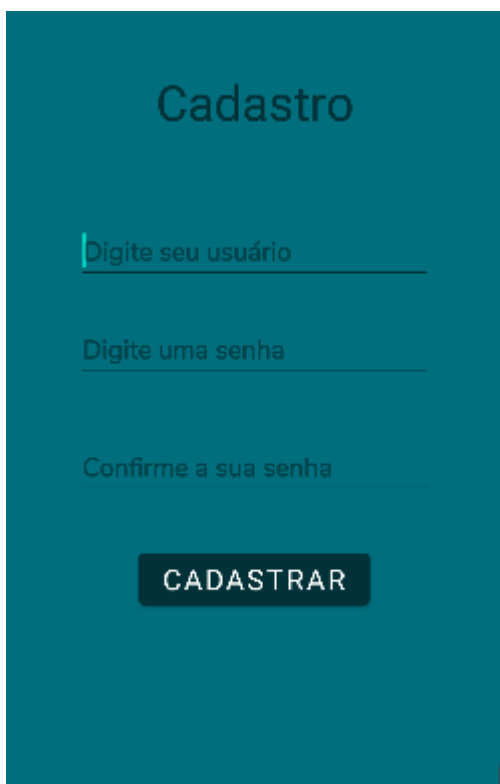 Cadastro
Digite seu usuário
Digite uma senha
Confirme a sua senha
CADASTRAR